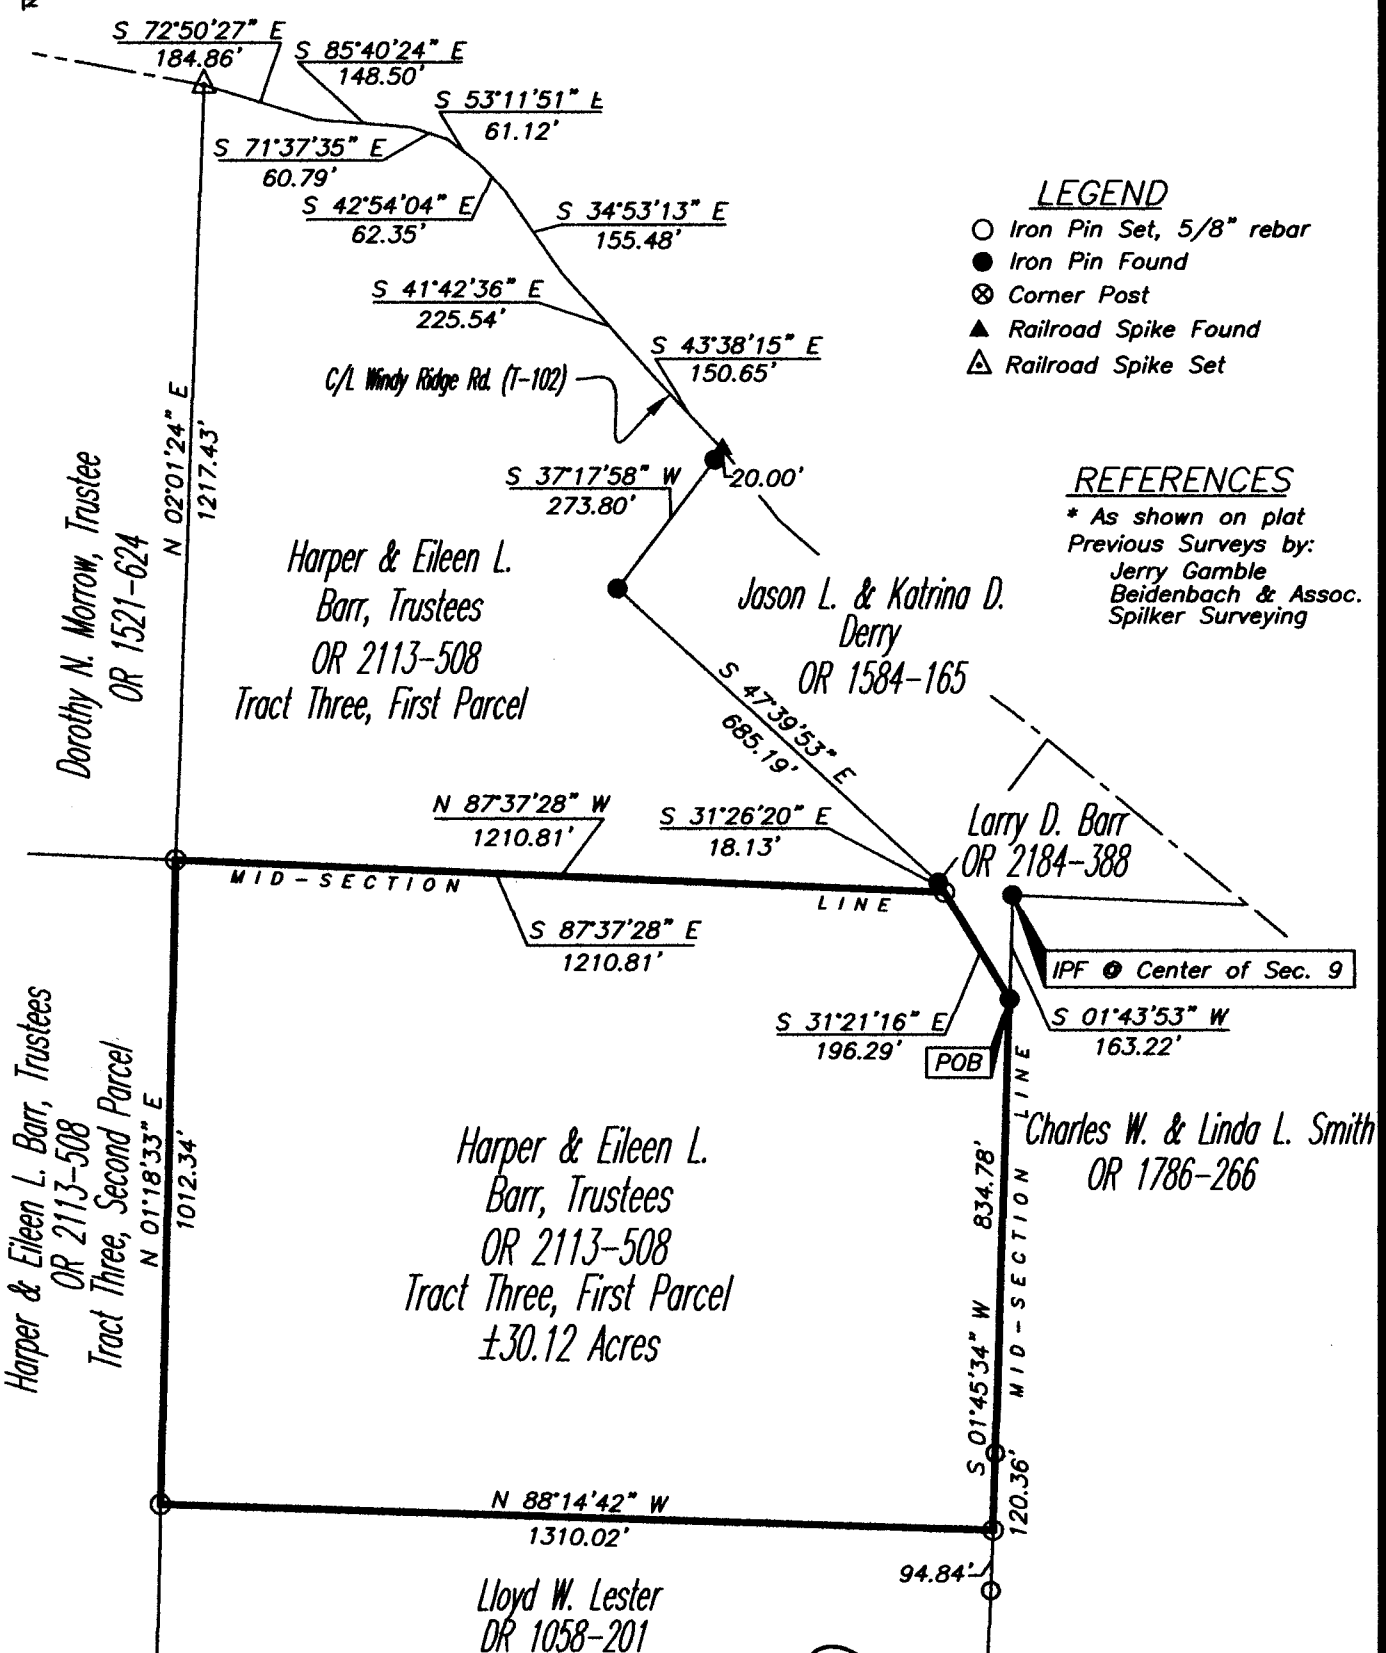 S 72°50'27" E
184.86'
S 85°40'24" E
148.50'
S 53°11'51" E
61.12'
S 71°37'35" E
60.79'
S 42°54'04" E
62.35'
S 34°53'13" E
155.48'
S 41°42'36" E
225.54'
S 43°38'15" E
150.65'
C/L Windy Ridge Rd. (T-102)
LEGEND
Iron Pin Set, 5/8" rebar
Iron Pin Found
Corner Post
Railroad Spike Found
Railroad Spike Set
N 02°01'24" E
1217.43'
Dorothy N. Morrow, Trustee
OR 1521-624
S 37°17'58" W
273.80'
20.00'
REFERENCES
* As shown on plat
Previous Surveys by:
Jerry Gamble
Beidenbach & Assoc.
Spilker Surveying
Harper & Eileen L.
Barr, Trustees
OR 2113-508
Tract Three, First Parcel
Jason L. & Katrina D.
Derry
OR 1584-165
S 47°39'53" E
685.19'
N 87°37'28" W
1210.81'
S 31°26'20" E
18.13'
Larry D. Barr
OR 2184-388
MID-SECTION
LINE
S 87°37'28" E
1210.81'
IPF @ Center of Sec. 9
S 31°21'16" E
196.29'
POB
S 01°43'53" W
163.22'
Harper & Eileen L. Barr, Trustees
OR 2113-508
Tract Three, Second Parcel
N 01°18'33" E
1012.34'
Harper & Eileen L.
Barr, Trustees
OR 2113-508
Tract Three, First Parcel
±30.12 Acres
Charles W. & Linda L. Smith
OR 1786-266
S 01°45'34" W
834.78'
MID-SECTION LINE
120.36'
N 88°14'42" W
1310.02'
94.84'
Lloyd W. Lester
DR 1058-201